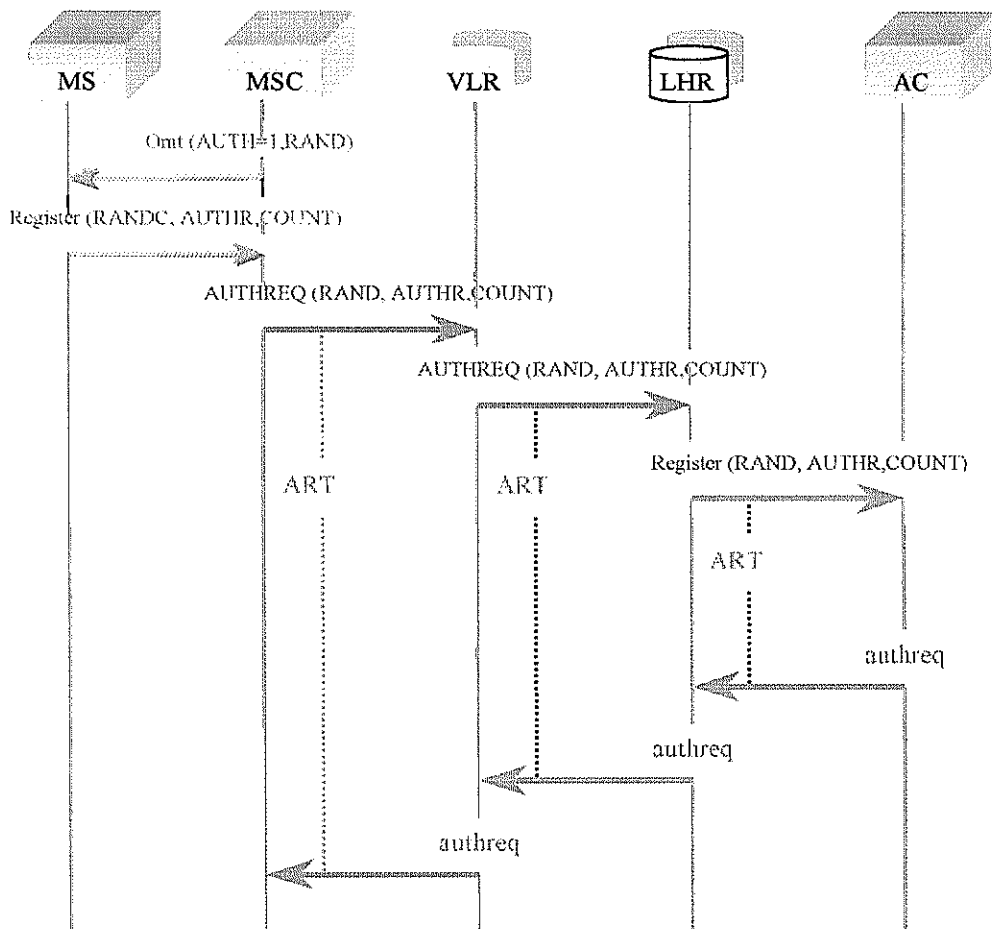 MS MSC VLR LHR AC
Omt (AUTH=1,RAND)
Register (RANDC, AUTHR,COUNT)
AUTHREQ (RAND, AUTHR,COUNT)
AUTHREQ (RAND, AUTHR,COUNT)
Register (RAND, AUTHR,COUNT)
ART
ART
ART
authreq
authreq
authreq